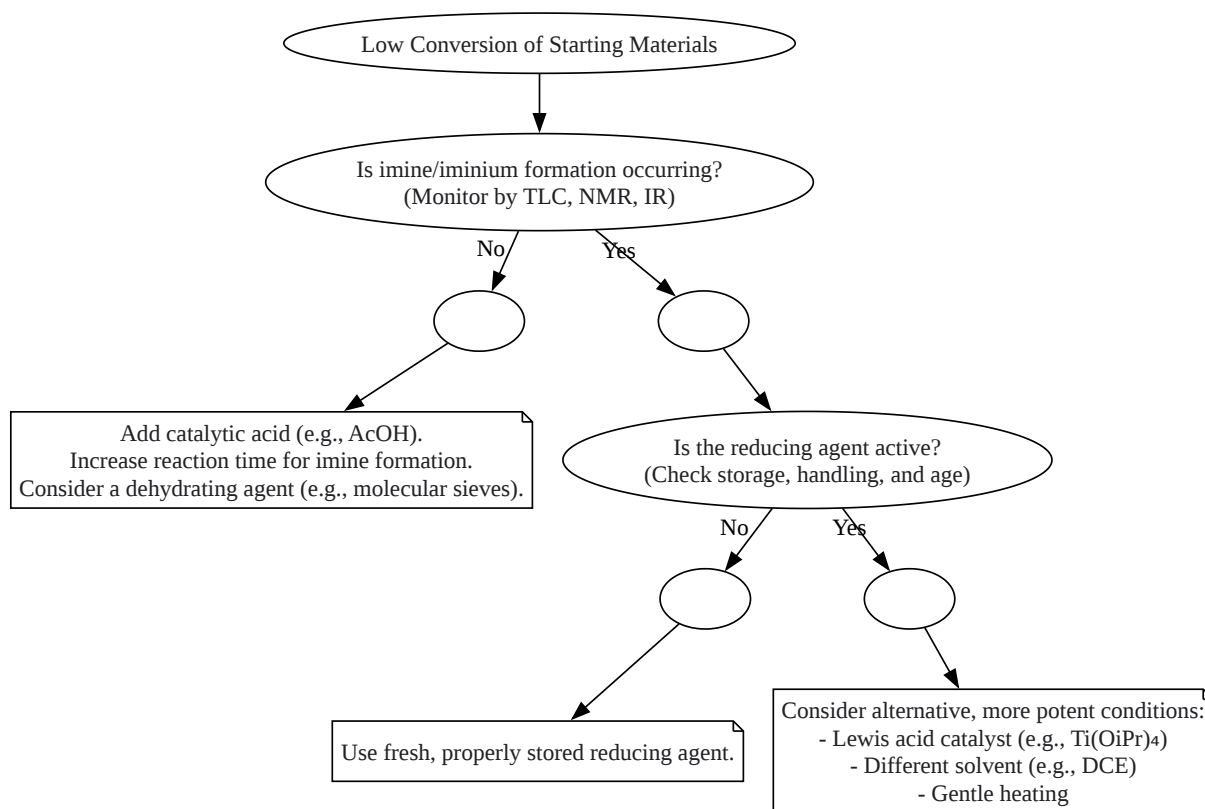 Low Conversion of Starting Materials
Is imine/iminium formation occurring?
(Monitor by TLC, NMR, IR)
No
Yes
Add catalytic acid (e.g., AcOH).
Increase reaction time for imine formation.
Consider a dehydrating agent (e.g., molecular sieves).
Is the reducing agent active?
(Check storage, handling, and age)
No
Yes
Use fresh, properly stored reducing agent.
Consider alternative, more potent conditions:
- Lewis acid catalyst (e.g., Ti(OiPr)₄)
- Different solvent (e.g., DCE)
- Gentle heating